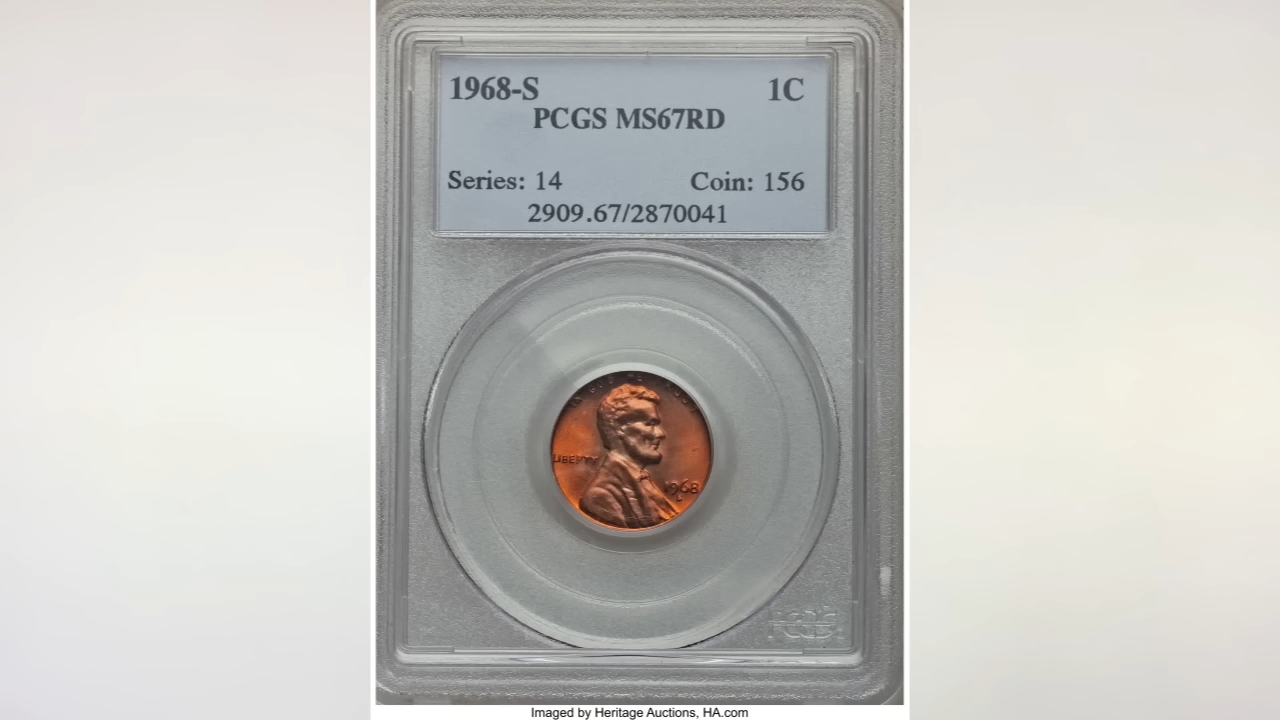 1968-S 1C
PCGS MS67RD
Series: 14 Coin: 156
2909.67/2870041
LIBERTY
1968
PCGS
Imaged by Heritage Auctions, HA.com